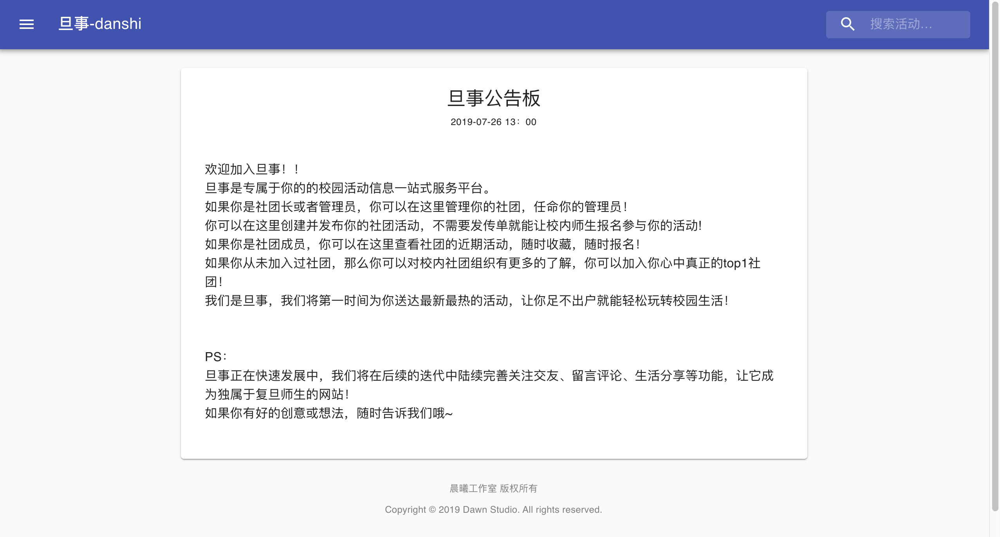 旦事-danshi
搜索活动...
旦事公告板
2019-07-26 13：00
欢迎加入旦事！！
旦事是专属于你的的校园活动信息一站式服务平台。
如果你是社团长或者管理员，你可以在这里管理你的社团，任命你的管理员！
你可以在这里创建并发布你的社团活动，不需要发传单就能让校内师生报名参与你的活动!
如果你是社团成员，你可以在这里查看社团的近期活动，随时收藏，随时报名！
如果你从未加入过社团，那么你可以对校内社团组织有更多的了解，你可以加入你心中真正的top1社
团！
我们是旦事，我们将第一时间为你送达最新最热的活动，让你足不出户就能轻松玩转校园生活！
PS：
旦事正在快速发展中，我们将在后续的迭代中陆续完善关注交友、留言评论、生活分享等功能，让它成
为独属于复旦师生的网站！
如果你有好的创意或想法，随时告诉我们哦~
晨曦工作室 版权所有
Copyright © 2019 Dawn Studio. All rights reserved.